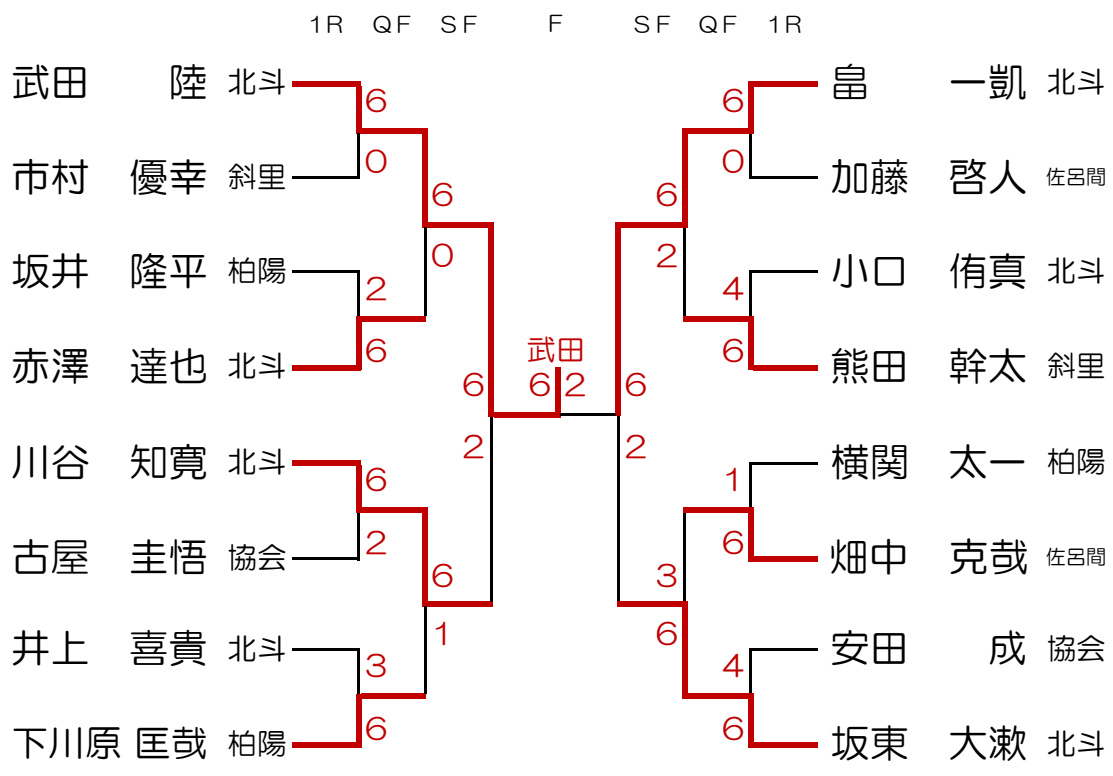 1R QF SF F SF QF 1R
武田 陸 北斗 6 6 畠 一凱 北斗
市村 優幸 斜里 0 0 加藤 啓人 佐呂間
6 6
坂井 隆平 柏陽 0 2 小口 侑真 北斗
2 4
赤澤 達也 北斗 6 6 熊田 幹太 斜里
武田
6 6 2 6
川谷 知寛 北斗 2 2 横関 太一 柏陽
6 1
古屋 圭悟 協会 2 6 畑中 克哉 佐呂間
6 3
1 6
井上 喜貴 北斗 3 4 安田 成 協会
下川原 匡哉 柏陽 6 6 坂東 大漱 北斗